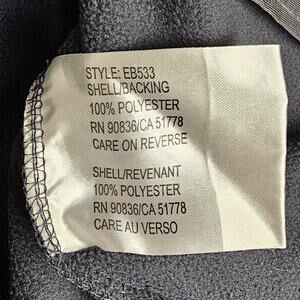 STYLE: EB533
SHELL/BACKING
100% POLYESTER
RN 90836/CA 51778
CARE ON REVERSE
SHELL/REVENANT
100% POLYESTER
RN 90836/CA 51778
CARE AU VERSO